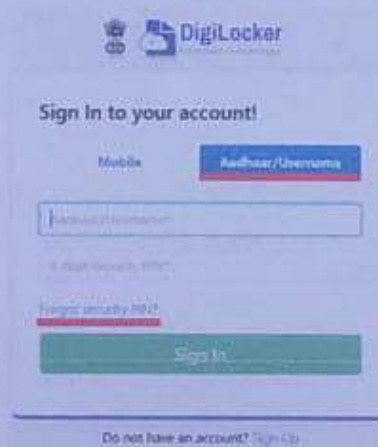 DigiLocker
Sign In to your account!
Mobile
Aadhaar/Username
Aadhaar/Username*
6 digit security PIN*
Forgot security PIN?
Sign In
Do not have an account? Sign Up